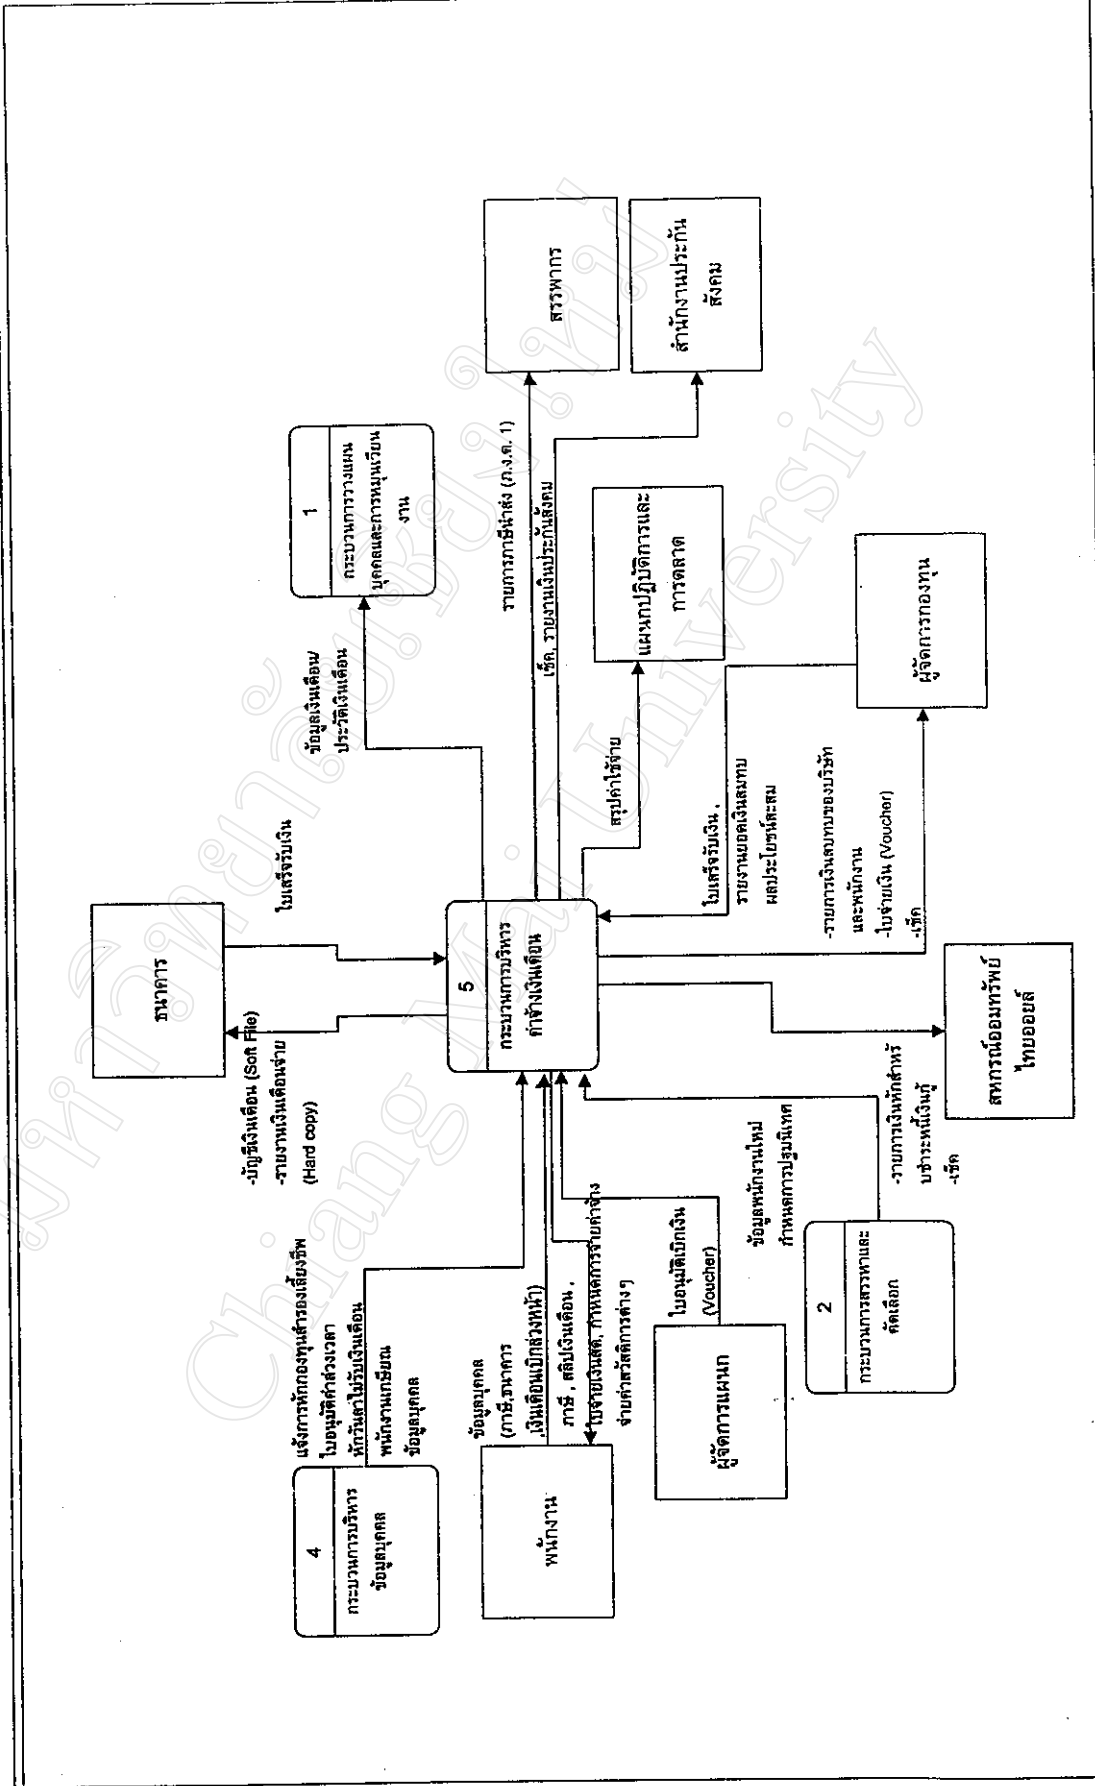 ธนาคาร
-บัญชีเงินเดือน (Soft File)
-รายงานเงินเดือนจ่าย
(Hard copy)
ใบเสร็จรับเงิน
แจ้งการหักกองทุนสำรองเลี้ยงชีพ
ใบอนุมัติค่าล่วงเวลา
หักวันลาไม่รับเงินเดือน
พนักงานเกษียณ
ข้อมูลบุคคล
4
กระบวนการบริหาร
ข้อมูลบุคคล
ข้อมูลเงินเดือน/
ประวัติเงินเดือน
1
กระบวนการวางแผน
บุคคลและการหมุนเวียน
งาน
5
กระบวนการบริหาร
ค่าจ้างเงินเดือน
ข้อมูลบุคคล
(ภาษี,ธนาคาร
,เงินเดือนเบิกล่วงหน้า)
ภาษี , สลิปเงินเดือน ,
ใบจ่ายเงินสด, กำหนดการจ่ายค่าจ้าง
จ่ายค่าสวัสดิการต่างๆ
พนักงาน
รายการภาษีนำส่ง (ภ.ง.ด. 1)
เช็ค, รายงานเงินประกันสังคม
สรรพากร
สำนักงานประกัน
สังคม
สรุปค่าใช้จ่าย
แผนกปฏิบัติการและ
การตลาด
ใบอนุมัติเบิกเงิน
(Voucher)
ผู้จัดการแผนก
ใบเสร็จรับเงิน ,
รายงานยอดเงินสมทบ
ผลประโยชน์สะสม
ข้อมูลพนักงานใหม่
กำหนดการปฐมนิเทศ
2
กระบวนการสรรหาและ
คัดเลือก
-รายการเงินสมทบของบริษัท
และพนักงาน
-ใบจ่ายเงิน (Voucher)
-เช็ค
ผู้จัดการกองทุน
-รายการเงินหักสำหรั
บชำระหนี้เงินกู้
-เช็ค
สหกรณ์ออมทรัพย์
ไทยออยล์
มหาวิทยาลัยเชียงใหม่
Chiang Mai University